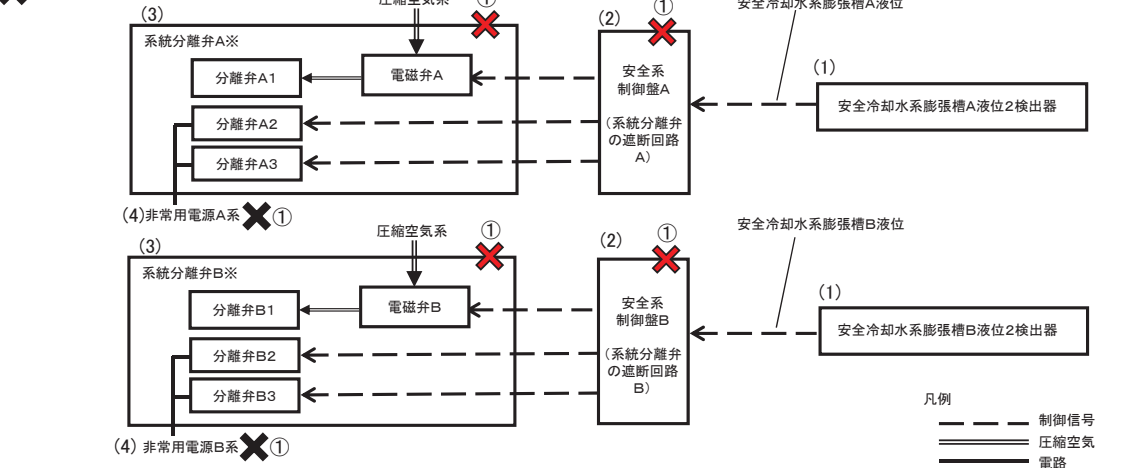 (3)
圧縮空気系
①
系統分離弁A※
分離弁A1
電磁弁A
分離弁A2
分離弁A3
(4)非常用電源A系
①
(2)
①
安全系
制御盤A
(系統分離弁
の遮断回路
A)
安全冷却水系膨張槽A液位
(1)
安全冷却水系膨張槽A液位2検出器
(3)
圧縮空気系
①
系統分離弁B※
分離弁B1
電磁弁B
分離弁B2
分離弁B3
(4) 非常用電源B系
①
(2)
①
安全系
制御盤B
(系統分離弁
の遮断回路
B)
安全冷却水系膨張槽B液位
(1)
安全冷却水系膨張槽B液位2検出器
凡例
制御信号
圧縮空気
電路